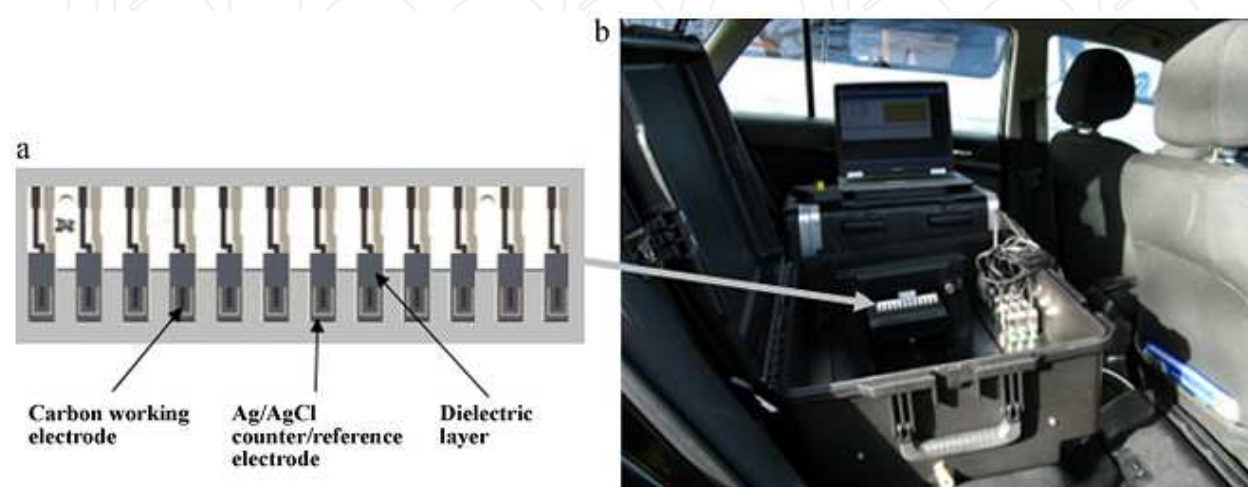 a
b
Carbon working
electrode
Ag/AgCl
counter/reference
electrode
Dielectric
layer